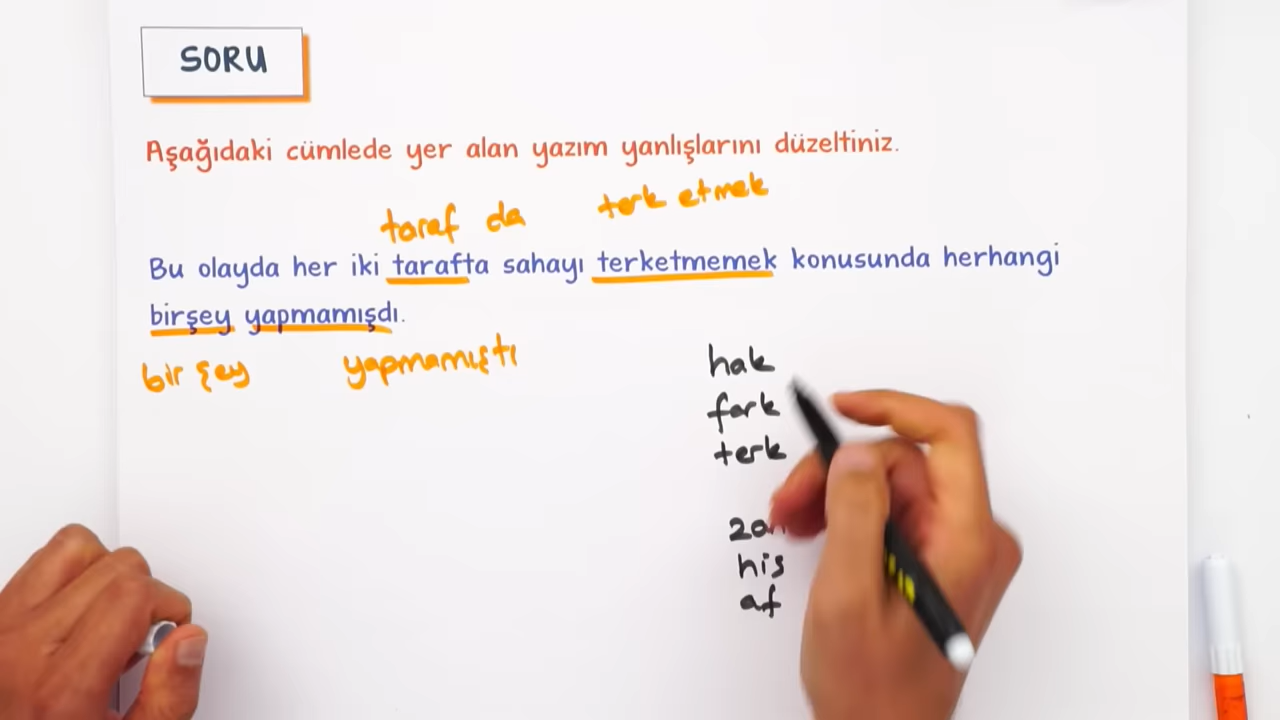 SORU
Aşağıdaki cümlede yer alan yazım yanlışlarını düzeltiniz.
taraf da terk etmek
Bu olayda her iki tarafta sahayı terketmemek konusunda herhangi
birşey yapmamışdı.
bir şey yapmamıştı
hak
fark
terk
his
af